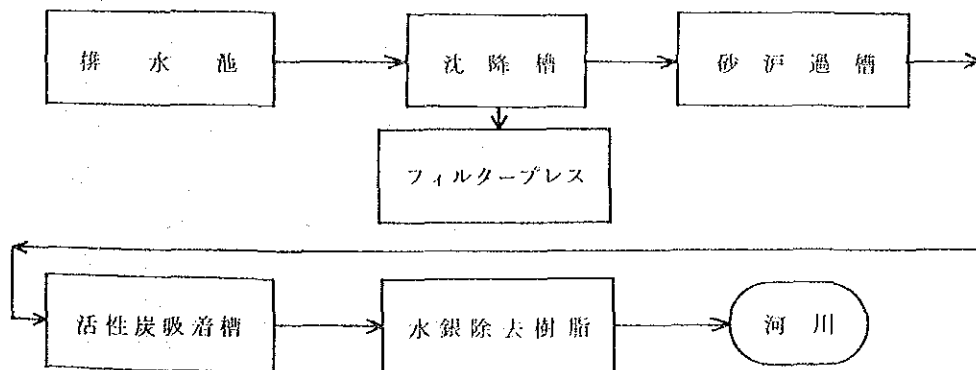 排水池
沈降槽
砂沪過槽
フィルタープレス
活性炭吸着槽
水銀除去樹脂
河川